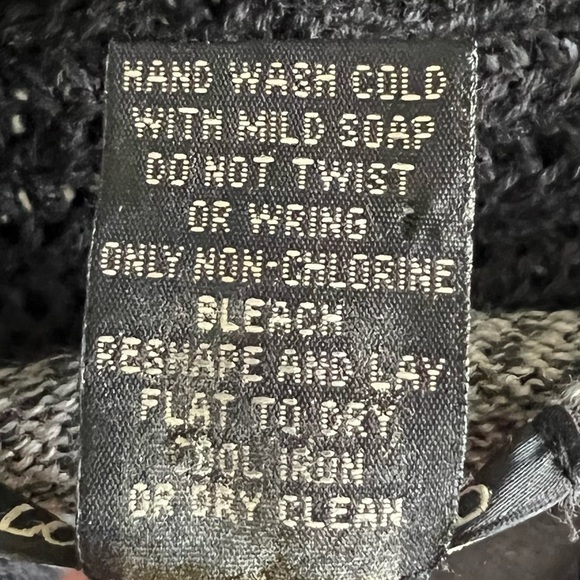 HAND WASH COLD
WITH MILD SOAP
DO NOT TWIST
OR WRING
ONLY NON-CHLORINE
BLEACH
RESHAPE AND LAY
FLAT TO DRY
COOL IRON
OR DRY CLEAN